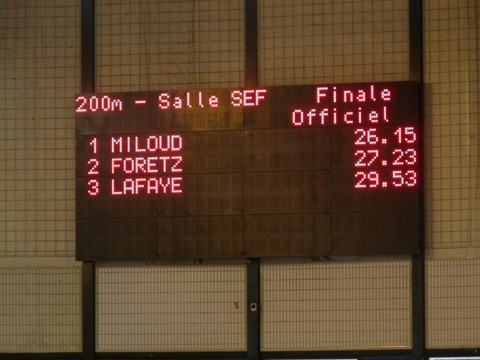 200m - Salle SEF Finale
Officiel
1 MILOUD 26.15
2 FORETZ 27.23
3 LAFAYE 29.53